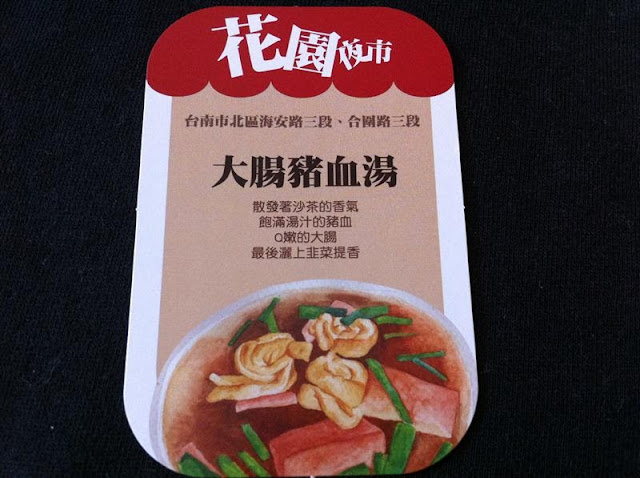 花園夜市
台南市北區海安路三段、合圍路三段
大腸豬血湯
散發著沙茶的香氣
飽滿湯汁的豬血
Q嫩的大腸
最後灑上韭菜提香